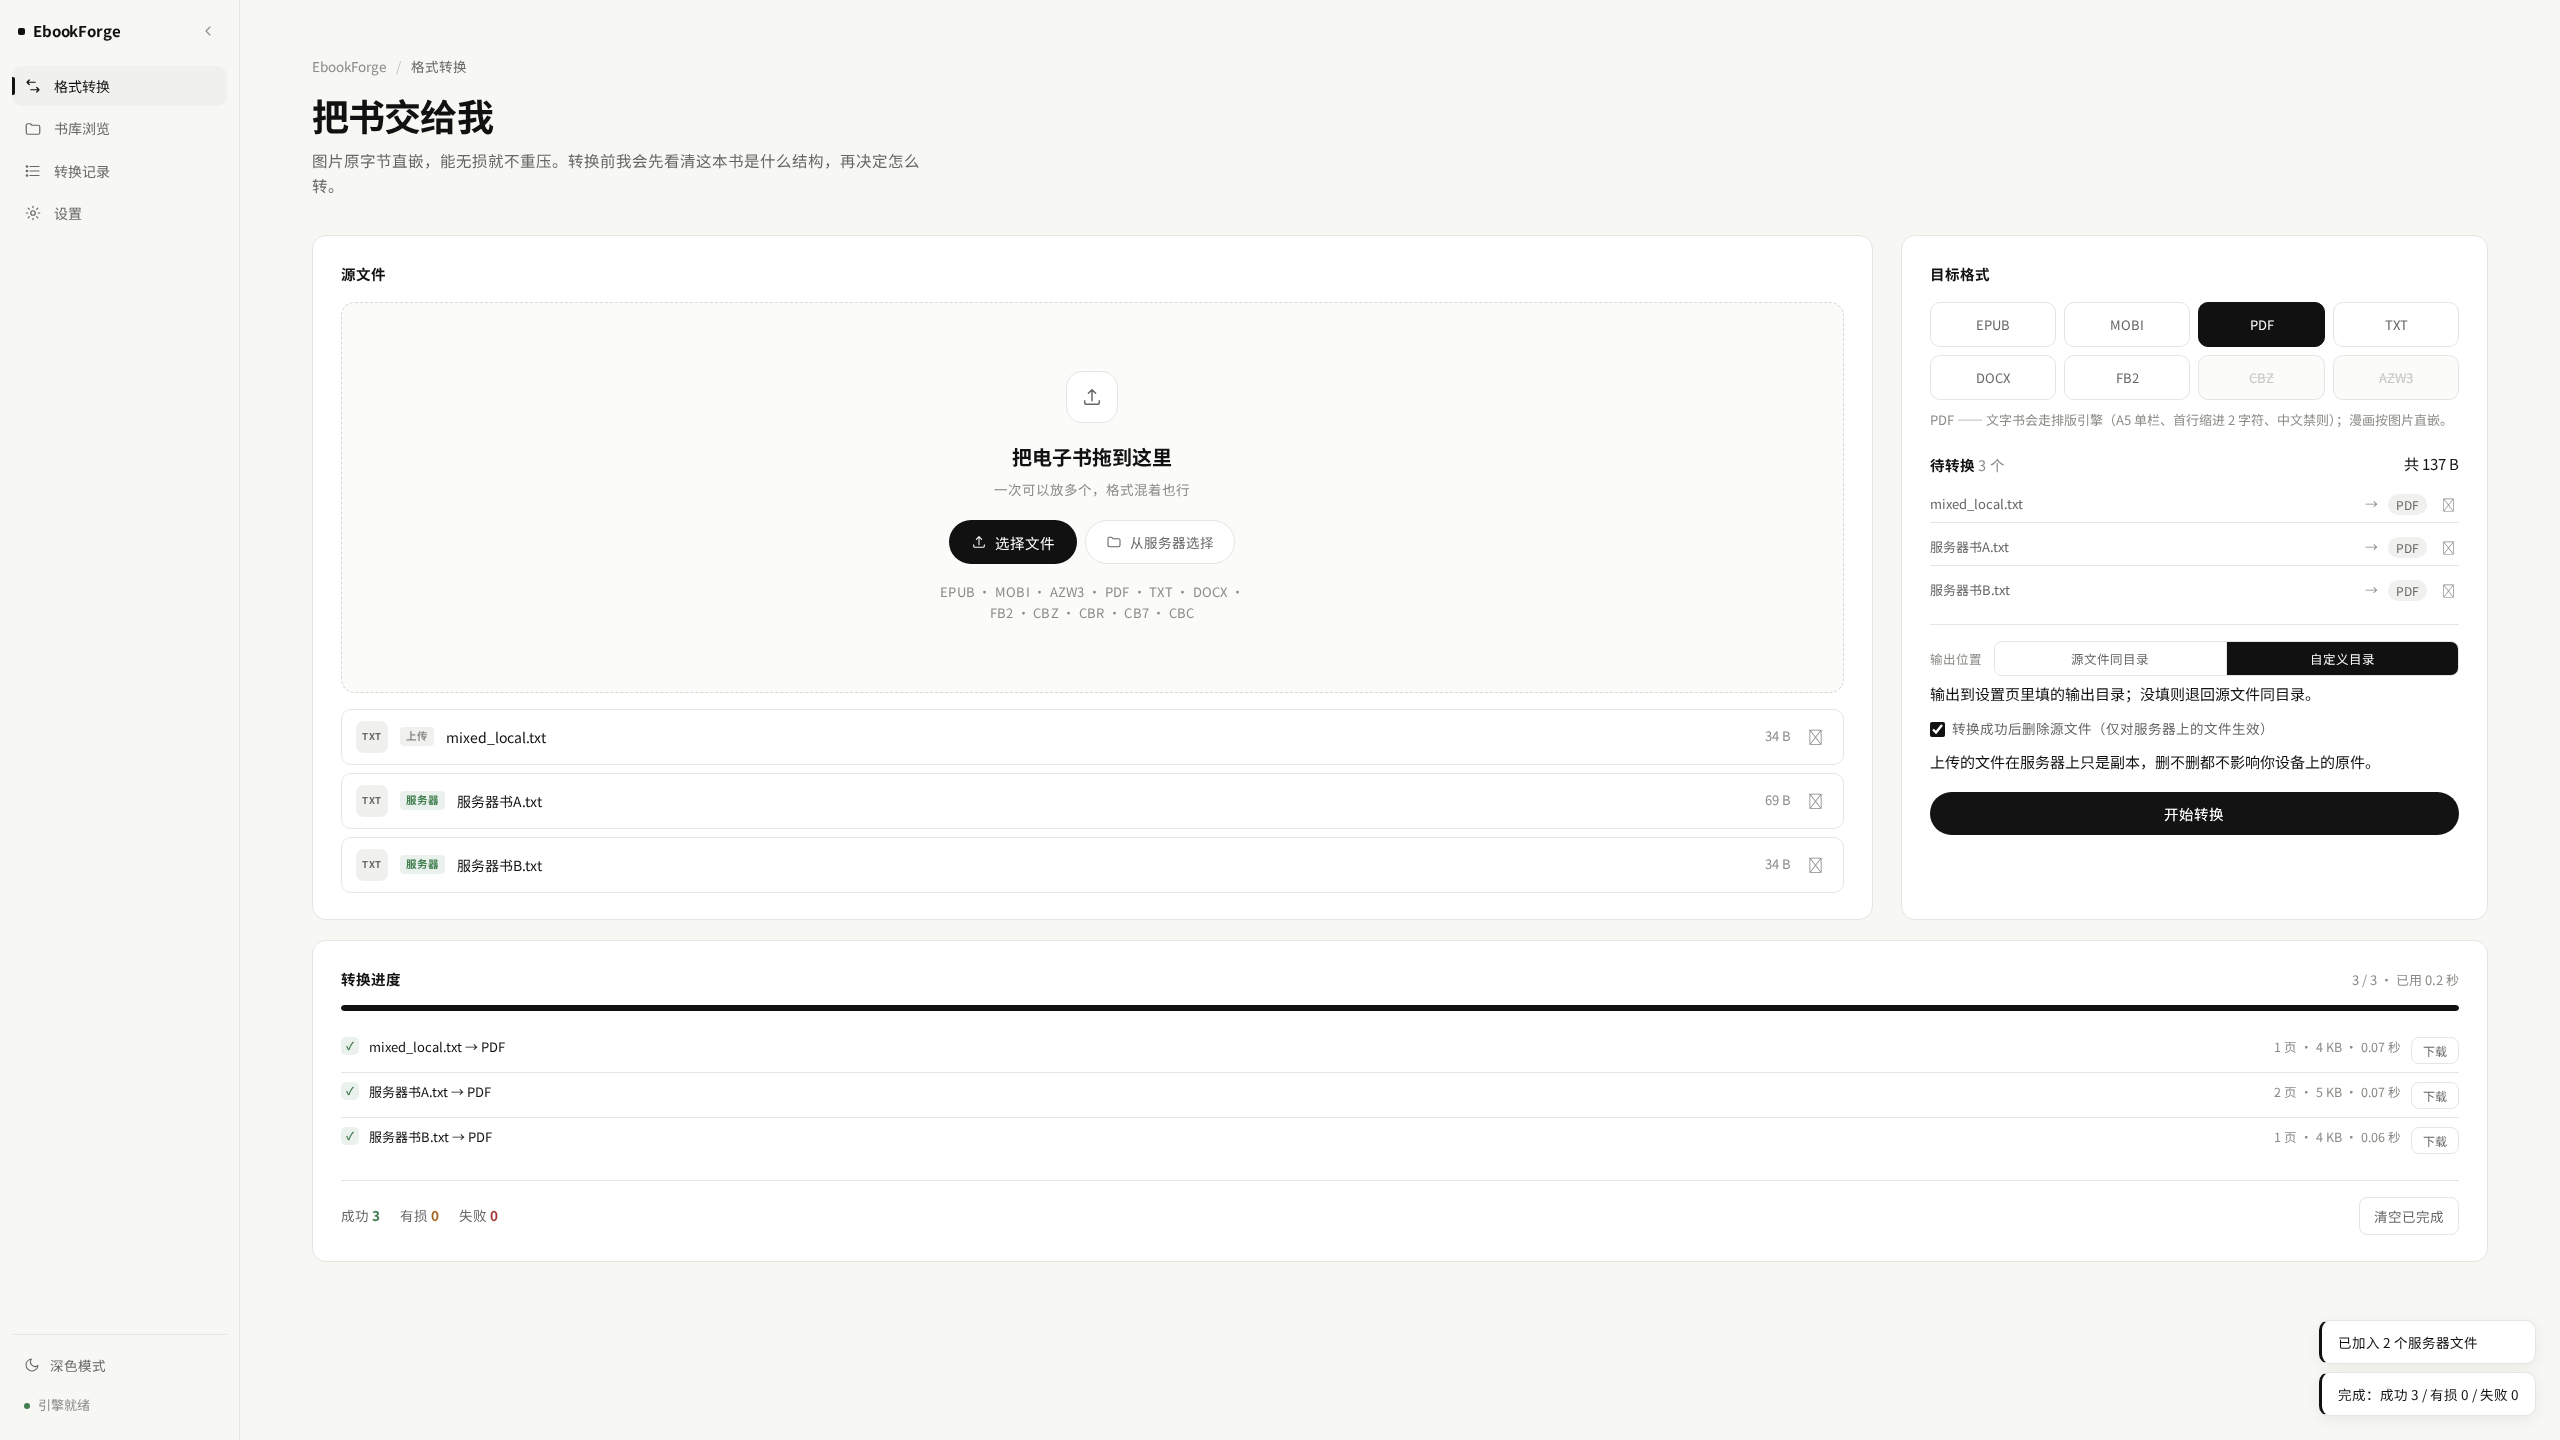 EbookForge
格式转换
书库浏览
转换记录
设置
深色模式
引擎就绪
EbookForge / 格式转换
把书交给我
图片原字节直嵌，能无损就不重压。转换前我会先看清这本书是什么结构，再决定怎么
转。
源文件
把电子书拖到这里
一次可以放多个，格式混着也行
选择文件
从服务器选择
EPUB · MOBI · AZW3 · PDF · TXT · DOCX ·
FB2 · CBZ · CBR · CB7 · CBC
TXT 上传 mixed_local.txt 34 B
TXT 服务器 服务器书A.txt 69 B
TXT 服务器 服务器书B.txt 34 B
目标格式
EPUB MOBI PDF TXT
DOCX FB2 CBZ AZW3
PDF —— 文字书会走排版引擎（A5 单栏、首行缩进 2 字符、中文禁则）；漫画按图片直嵌。
待转换 3 个 共 137 B
mixed_local.txt → PDF
服务器书A.txt → PDF
服务器书B.txt → PDF
输出位置 源文件同目录 自定义目录
输出到设置页里填的输出目录；没填则退回源文件同目录。
转换成功后删除源文件（仅对服务器上的文件生效）
上传的文件在服务器上只是副本，删不删都不影响你设备上的原件。
开始转换
转换进度 3 / 3 · 已用 0.2 秒
✓ mixed_local.txt → PDF 1 页 · 4 KB · 0.07 秒 下载
✓ 服务器书A.txt → PDF 2 页 · 5 KB · 0.07 秒 下载
✓ 服务器书B.txt → PDF 1 页 · 4 KB · 0.06 秒 下载
成功 3 有损 0 失败 0 清空已完成
已加入 2 个服务器文件
完成：成功 3 / 有损 0 / 失败 0